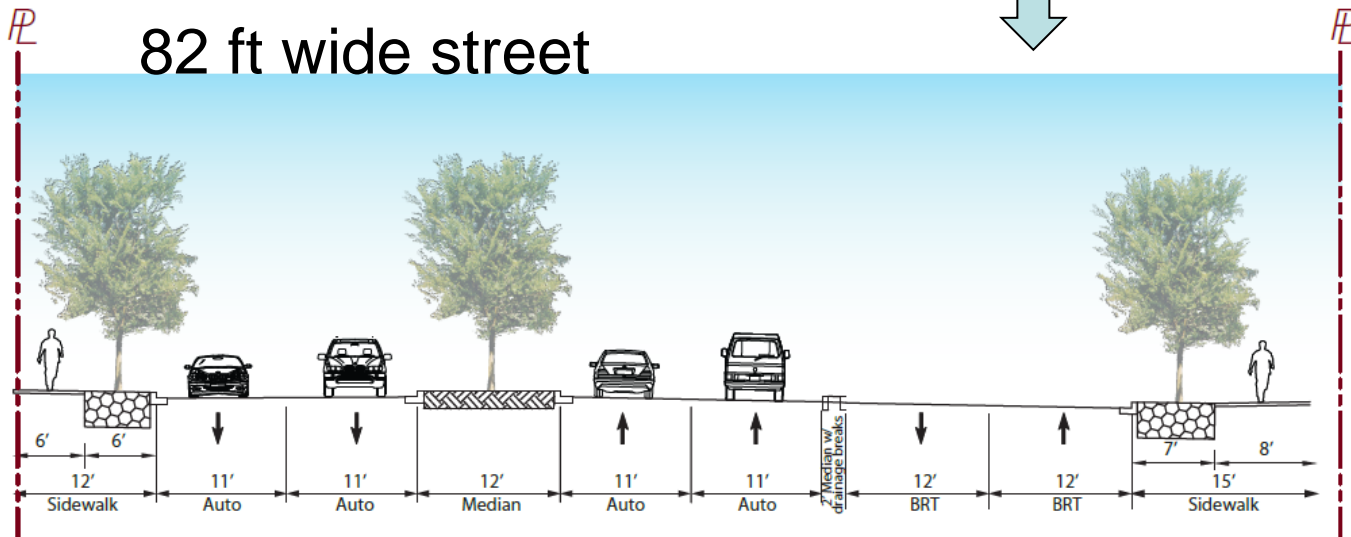 PL
PL
82 ft wide street
6' 6' 7' 8'
12' 11' 11' 12' 11' 11' 2' Median w/ drainage breaks 12' 12' 15'
Sidewalk Auto Auto Median Auto Auto BRT BRT Sidewalk